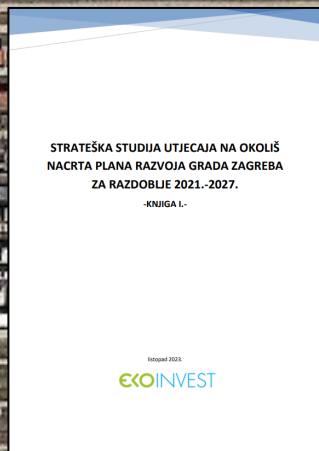 STRATEŠKA STUDIJA UTJECAJA NA OKOLIŠ
NACRTA PLANA RAZVOJA GRADA ZAGREBA
ZA RAZDOBLJE 2021.-2027.
-KNJIGA I.-
listopad 2023.
EKOINVEST